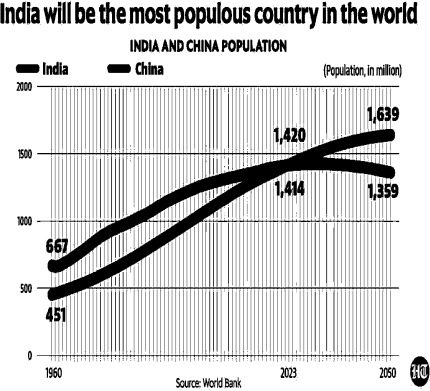 India will be the most populous country in the world
INDIA AND CHINA POPULATION
India
China
(Population, in million)
2000
1500
1000
500
0
667
451
1,420
1,414
1,639
1,359
1960
2023
2050
Source: World Bank
HT